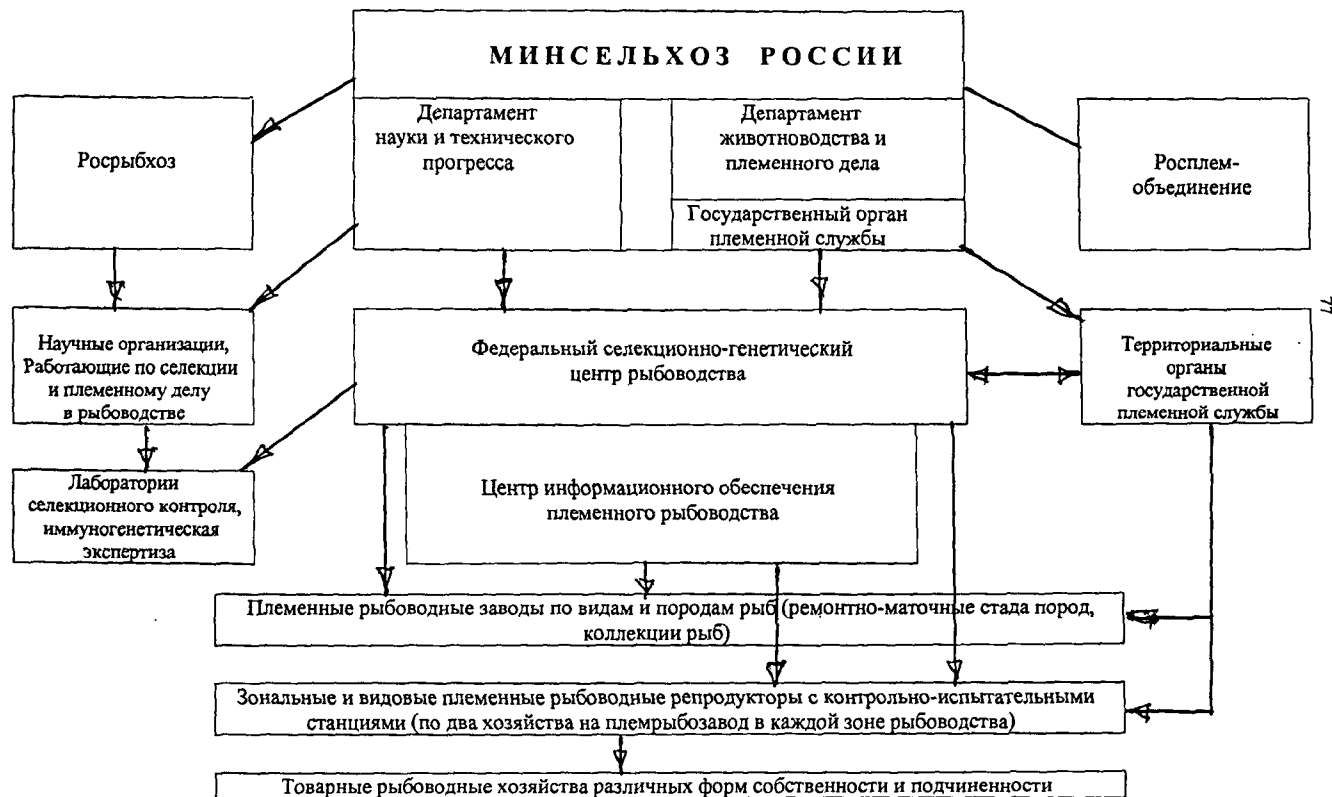 МИНСЕЛЬХОЗ РОССИИ
Росрыбхоз
Департамент
науки и технического
прогресса
Департамент
животноводства и
племенного дела
Государственный орган
племенной службы
Росплем-
объединение
Научные организации,
Работающие по селекции
и племенному делу
в рыбоводстве
Федеральный селекционно-генетический
центр рыбоводства
Территориальные
органы
государственной
племенной службы
77
Лаборатории
селекционного контроля,
иммуногенетическая
экспертиза
Центр информационного обеспечения
племенного рыбоводства
Племенные рыбоводные заводы по видам и породам рыб (ремонтно-маточные стада пород,
коллекции рыб)
Зональные и видовые племенные рыбоводные репродукторы с контрольно-испытательными
станциями (по два хозяйства на племрыбозавод в каждой зоне рыбоводства)
Товарные рыбоводные хозяйства различных форм собственности и подчиненности